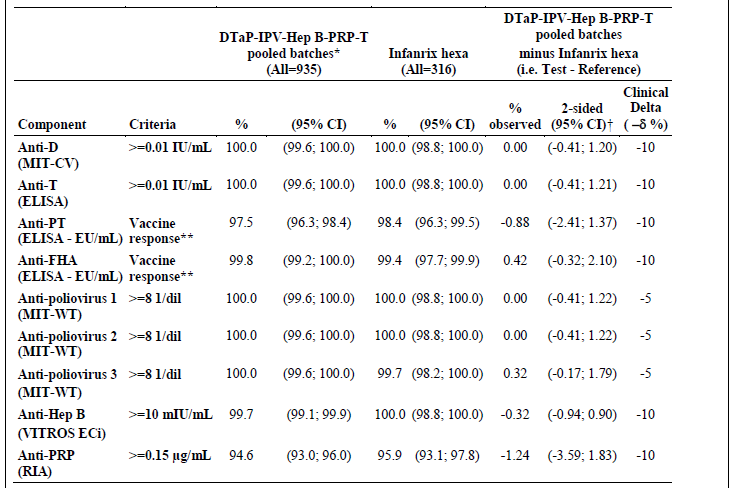 DTaP-IPV-Hep B-PRP-T pooled batches* (All=935) Infanrix hexa (All=316) DTaP-IPV-Hep B-PRP-T pooled batches minus Infanrix hexa (i.e. Test - Reference)
Component Criteria % (95% CI) % (95% CI) % observed 2-sided (95% CI)† Clinical Delta ( –δ %)
Anti-D >=0.01 IU/mL 100.0 (99.6; 100.0) 100.0 (98.8; 100.0) 0.00 (-0.41; 1.20) -10
(MIT-CV)
Anti-T >=0.01 IU/mL 100.0 (99.6; 100.0) 100.0 (98.8; 100.0) 0.00 (-0.41; 1.21) -10
(ELISA)
Anti-PT Vaccine 97.5 (96.3; 98.4) 98.4 (96.3; 99.5) -0.88 (-2.41; 1.37) -10
(ELISA - EU/mL) response**
Anti-FHA Vaccine 99.8 (99.2; 100.0) 99.4 (97.7; 99.9) 0.42 (-0.32; 2.10) -10
(ELISA - EU/mL) response**
Anti-poliovirus 1 >=8 1/dil 100.0 (99.6; 100.0) 100.0 (98.8; 100.0) 0.00 (-0.41; 1.22) -5
(MIT-WT)
Anti-poliovirus 2 >=8 1/dil 100.0 (99.6; 100.0) 100.0 (98.8; 100.0) 0.00 (-0.41; 1.22) -5
(MIT-WT)
Anti-poliovirus 3 >=8 1/dil 100.0 (99.6; 100.0) 99.7 (98.2; 100.0) 0.32 (-0.17; 1.79) -5
(MIT-WT)
Anti-Hep B >=10 mIU/mL 99.7 (99.1; 99.9) 100.0 (98.8; 100.0) -0.32 (-0.94; 0.90) -10
(VITROS ECi)
Anti-PRP >=0.15 µg/mL 94.6 (93.0; 96.0) 95.9 (93.1; 97.8) -1.24 (-3.59; 1.83) -10
(RIA)